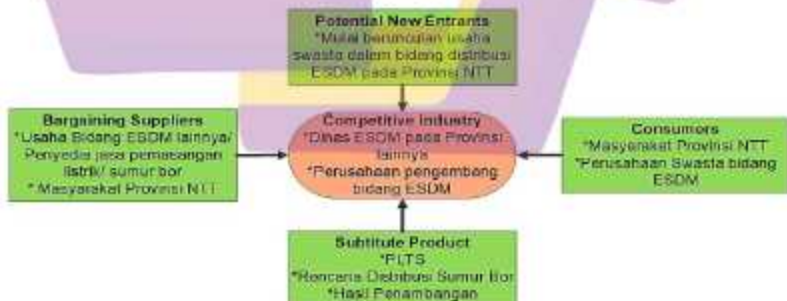 Potential New Entrants
*Mulai bermunculan usaha
swasta dalam bidang distribusi
ESDM pada Provinsi NTT
Bargaining Suppliers
*Usaha Bidang ESDM lainnya/
Penyedia jasa pemasangan
listrik/ sumur bor
* Masyarakat Provinsi NTT
Competitive Industry
*Dinas ESDM pada Provinsi
lainnya
*Perusahaan pengembang
bidang ESDM
Consumers
*Masyarakat Provinsi NTT
*Perusahaan Swasta bidang
ESDM
Subtitute Product
*PLTS
*Rencana Distribusi Sumur Bor
*Hasil Penambangan